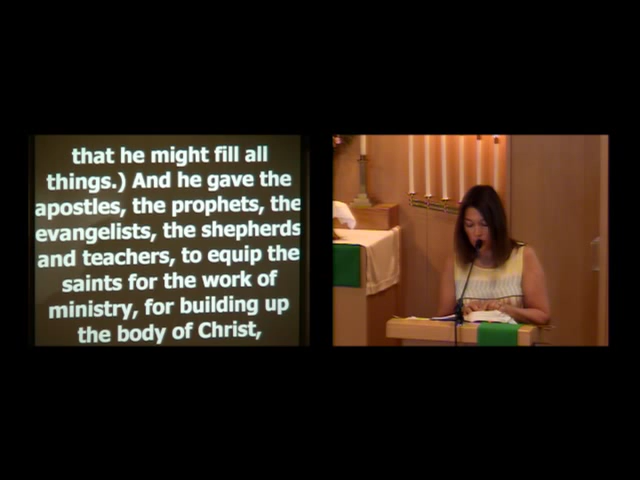 that he might fill all
things.) And he gave the
apostles, the prophets, the
evangelists, the shepherds
and teachers, to equip the
saints for the work of
ministry, for building up
the body of Christ,